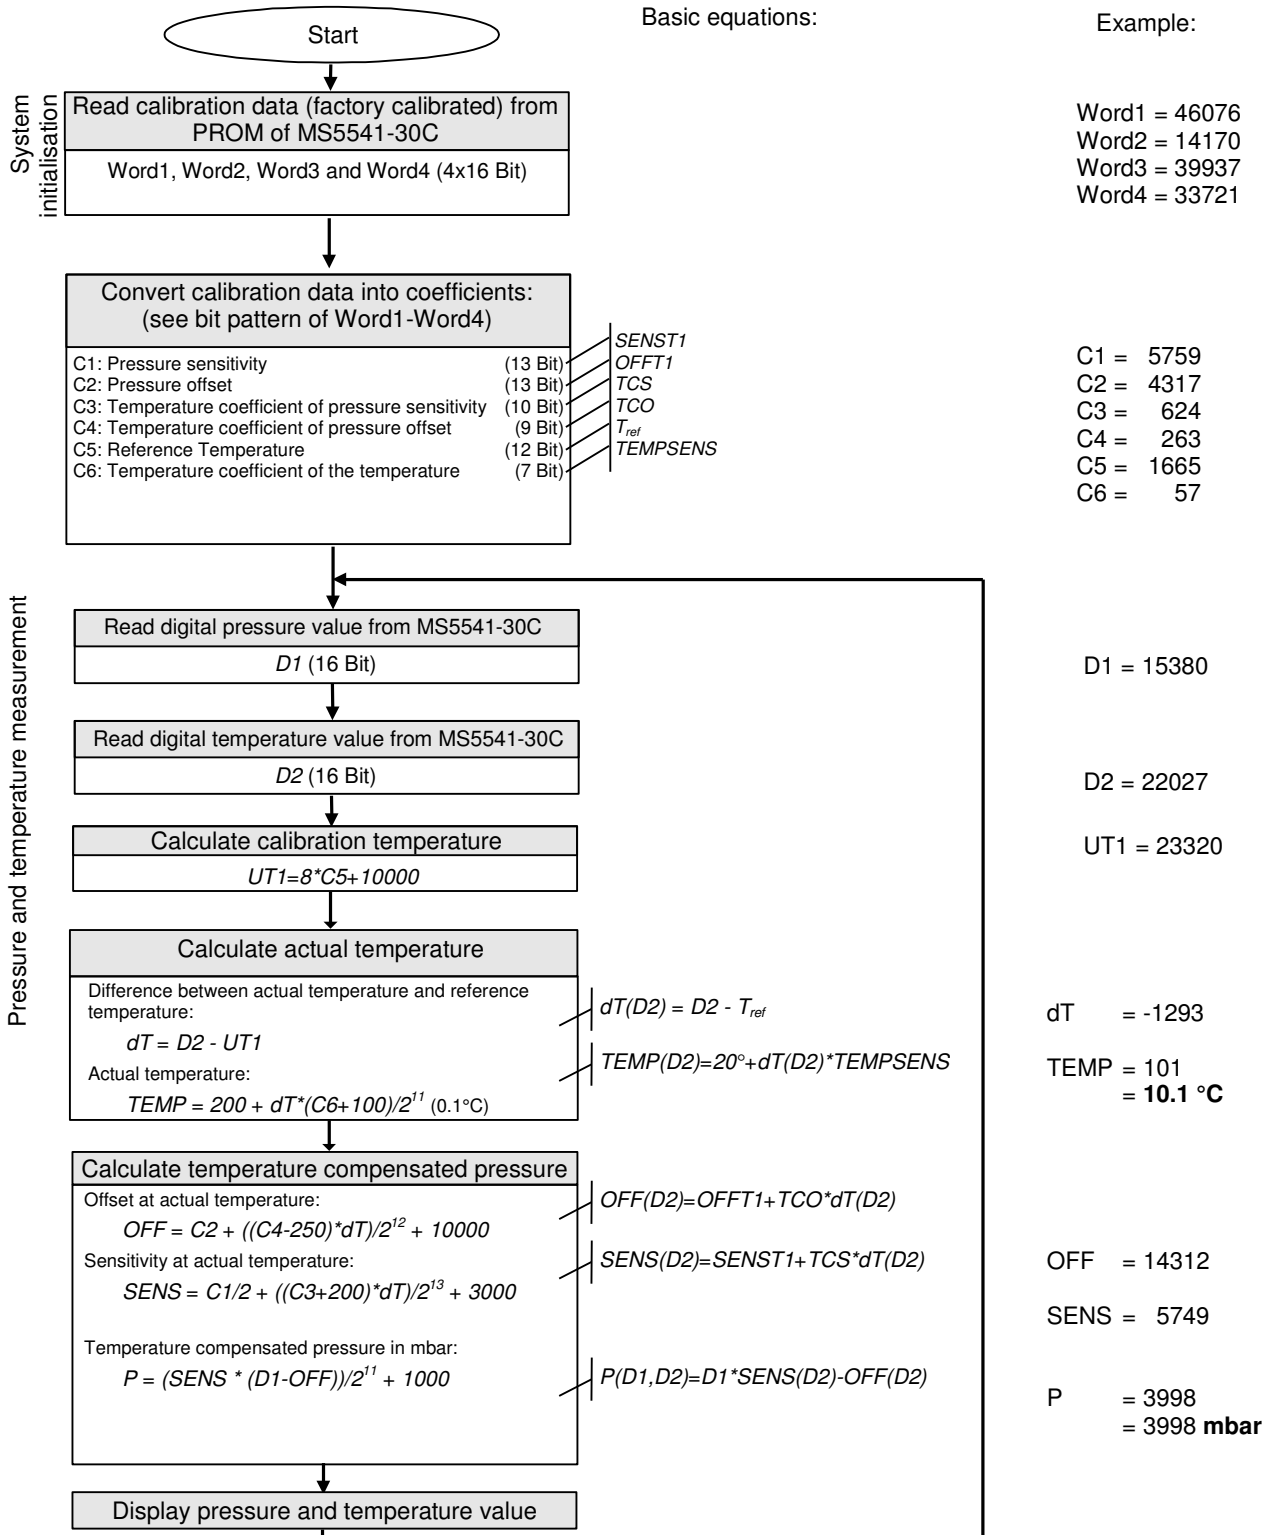 Basic equations:
Example:
Start
System
initialisation
Read calibration data (factory calibrated) from
PROM of MS5541-30C
Word1, Word2, Word3 and Word4 (4x16 Bit)
Word1 = 46076
Word2 = 14170
Word3 = 39937
Word4 = 33721
Convert calibration data into coefficients:
(see bit pattern of Word1-Word4)
C1: Pressure sensitivity (13 Bit)
C2: Pressure offset (13 Bit)
C3: Temperature coefficient of pressure sensitivity (10 Bit)
C4: Temperature coefficient of pressure offset (9 Bit)
C5: Reference Temperature (12 Bit)
C6: Temperature coefficient of the temperature (7 Bit)
SENST1
OFFT1
TCS
TCO
Tref
TEMPSENS
C1 = 5759
C2 = 4317
C3 = 624
C4 = 263
C5 = 1665
C6 = 57
Pressure and temperature measurement
Read digital pressure value from MS5541-30C
D1 (16 Bit)
D1 = 15380
Read digital temperature value from MS5541-30C
D2 (16 Bit)
D2 = 22027
Calculate calibration temperature
UT1=8*C5+10000
UT1 = 23320
Calculate actual temperature
Difference between actual temperature and reference
temperature:
dT = D2 - UT1
Actual temperature:
TEMP = 200 + dT*(C6+100)/2¹¹ (0.1°C)
dT(D2) = D2 - Tref
TEMP(D2)=20°+dT(D2)*TEMPSENS
dT = -1293
TEMP = 101
= 10.1 °C
Calculate temperature compensated pressure
Offset at actual temperature:
OFF = C2 + ((C4-250)*dT)/2¹² + 10000
Sensitivity at actual temperature:
SENS = C1/2 + ((C3+200)*dT)/2¹³ + 3000
Temperature compensated pressure in mbar:
P = (SENS * (D1-OFF))/2¹¹ + 1000
OFF(D2)=OFFT1+TCO*dT(D2)
SENS(D2)=SENST1+TCS*dT(D2)
P(D1,D2)=D1*SENS(D2)-OFF(D2)
OFF = 14312
SENS = 5749
P = 3998
= 3998 mbar
Display pressure and temperature value